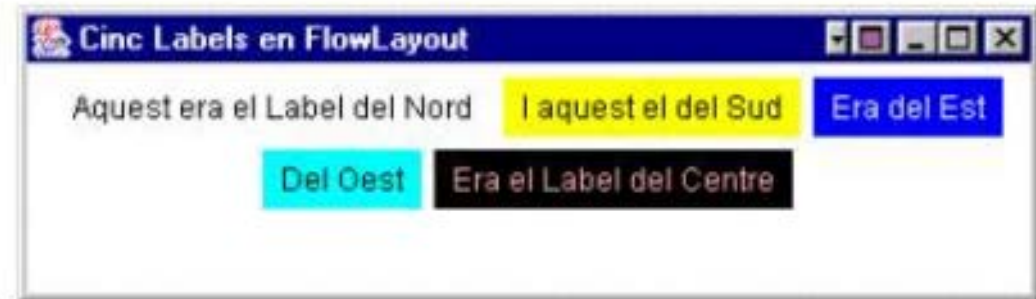 Cinc Labels en FlowLayout
Aquest era el Label del Nord I aquest el del Sud Era del Est
Del Oest Era el Label del Centre